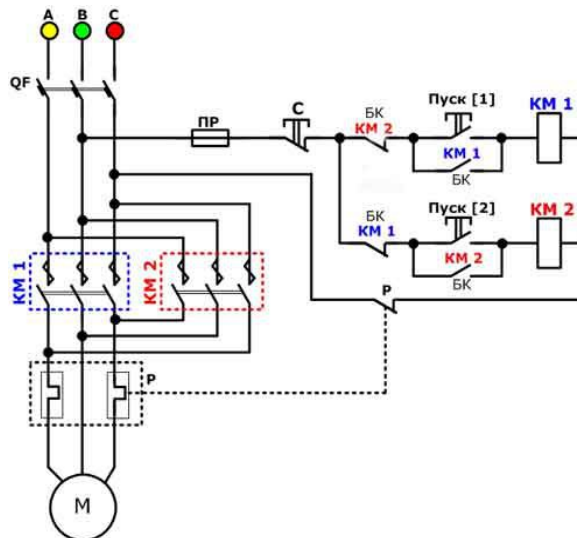 A B C
QF
ПР
C
БК
КМ 2
Пуск [1]
КМ 1
КМ 1
БК
БК
КМ 1
Пуск [2]
КМ 2
КМ 2
БК
КМ 1
КМ 2
Р
Р
М